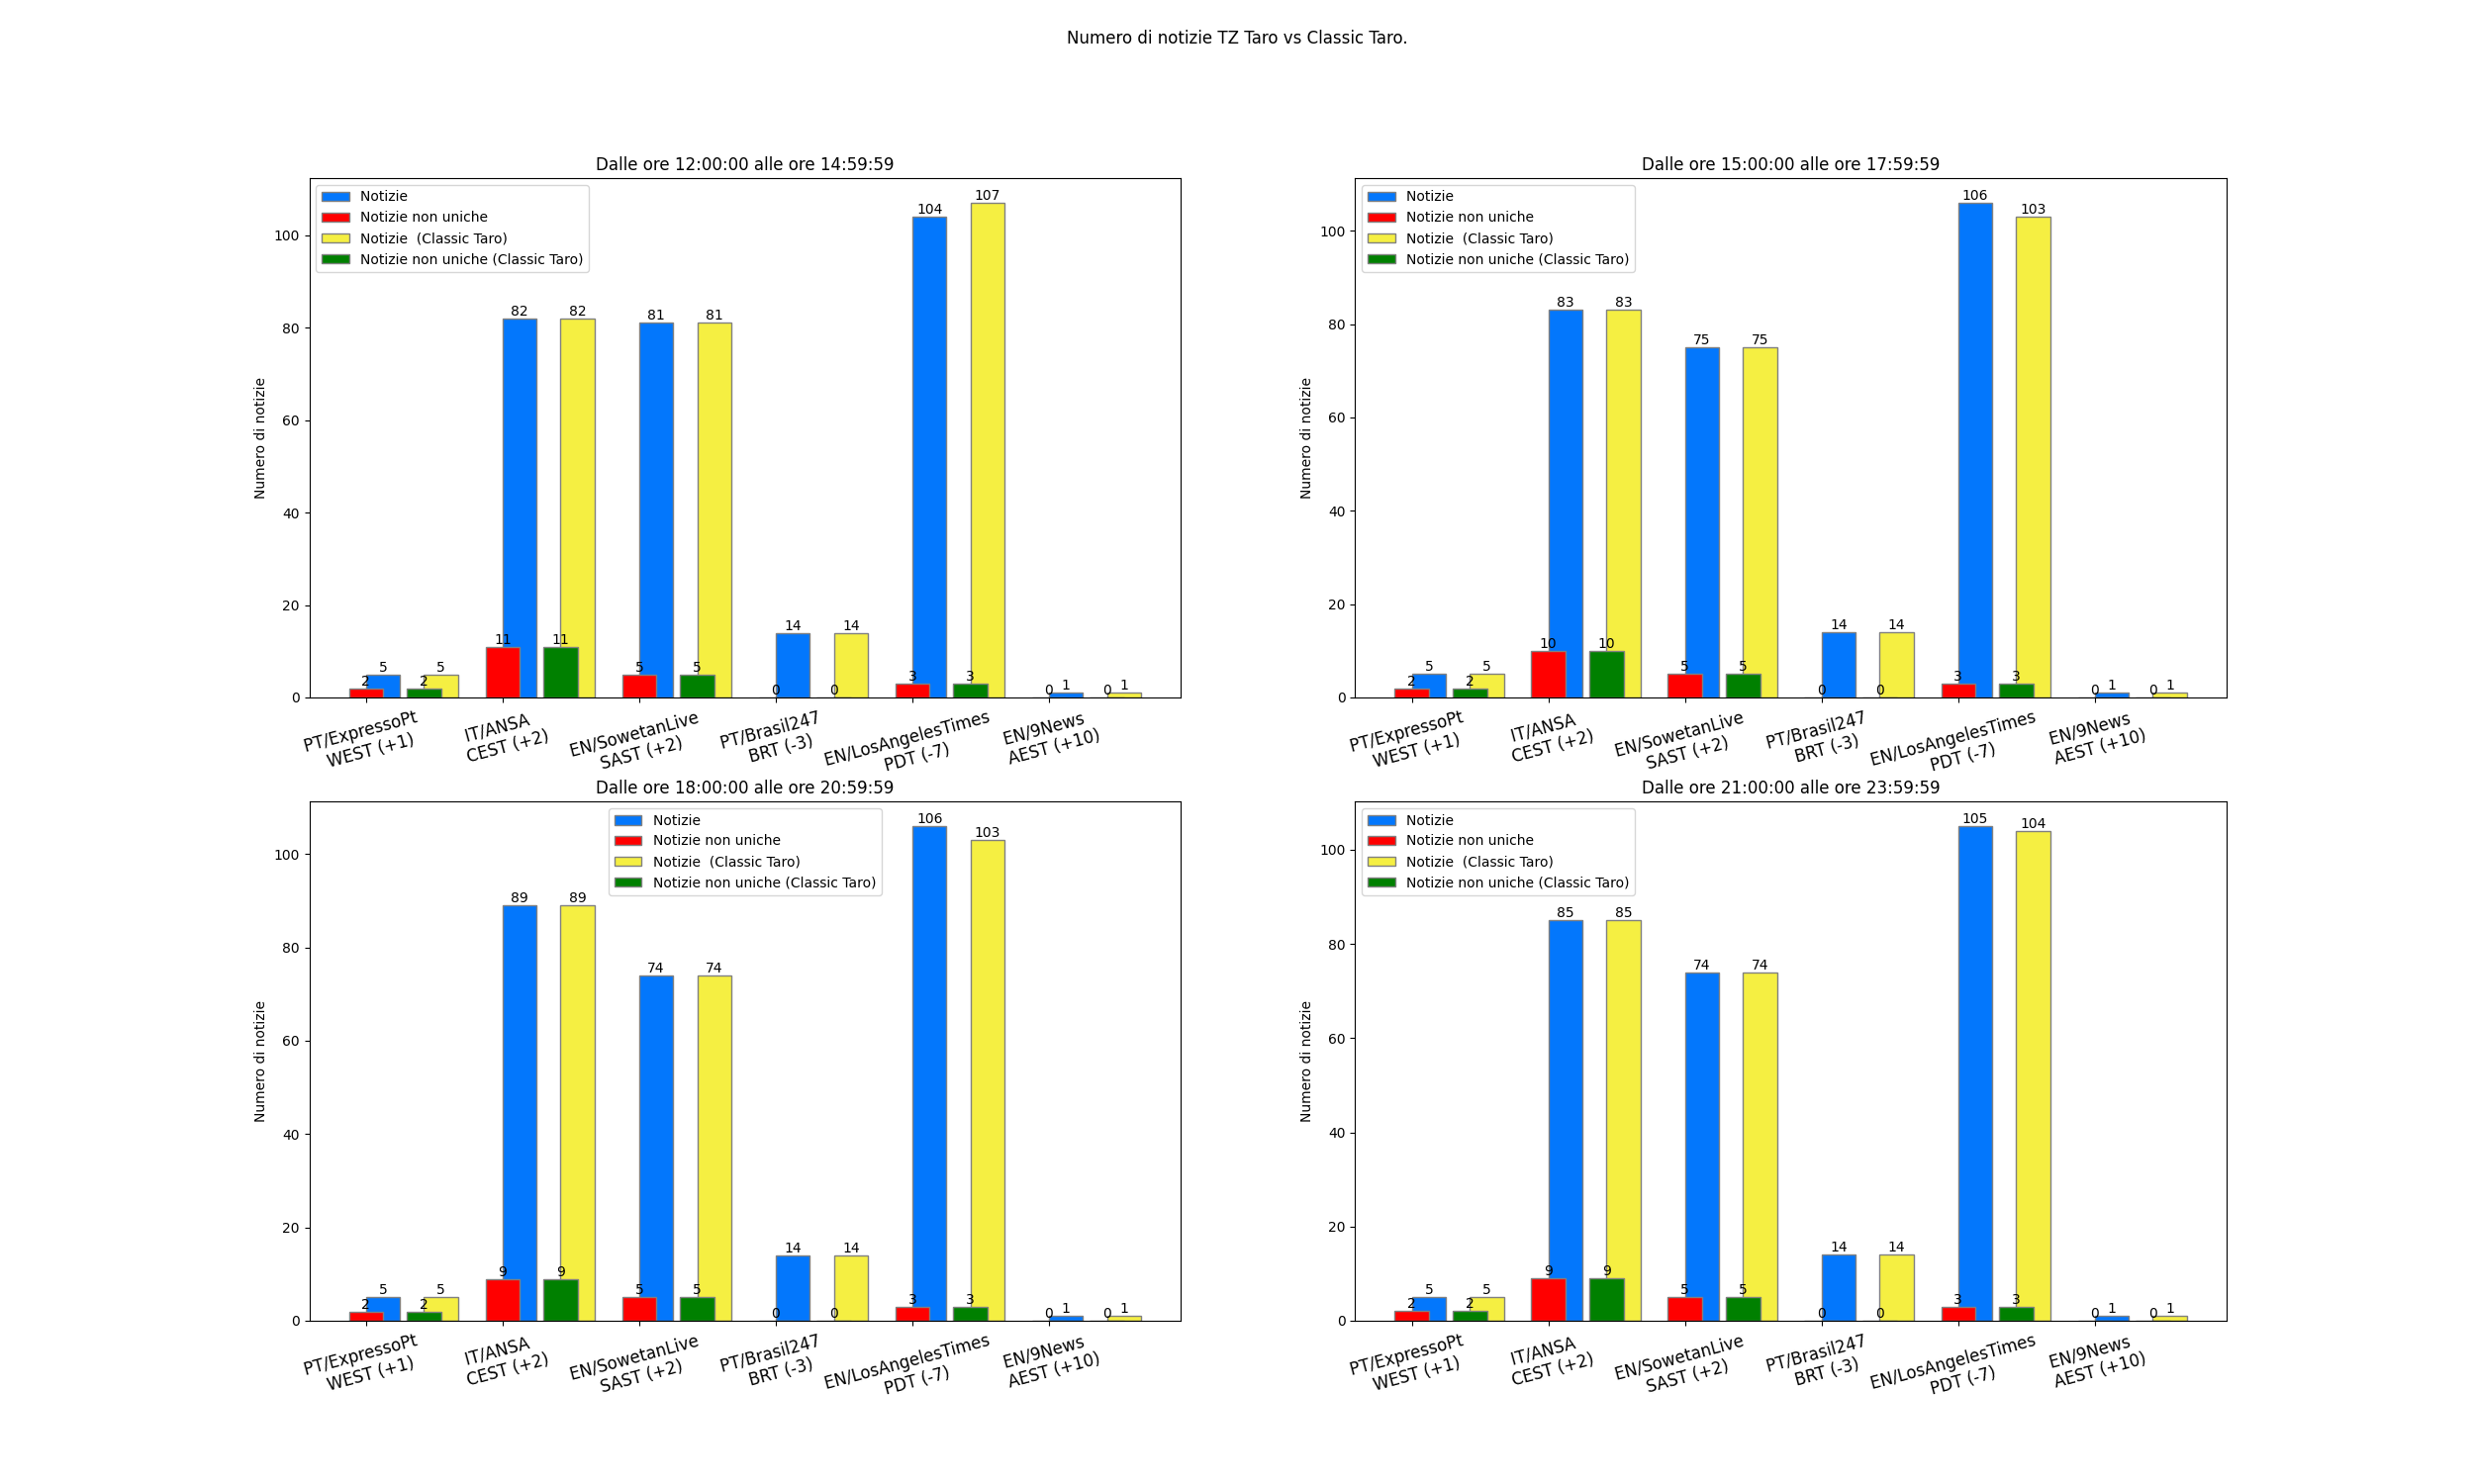 Numero di notizie TZ Taro vs Classic Taro.
Dalle ore 12:00:00 alle ore 14:59:59
Notizie
Notizie non uniche
Notizie  (Classic Taro)
Notizie non uniche (Classic Taro)
Numero di notizie
100
80
60
40
20
0
2 5 2 5
11 82 11 82
5 81 5 81
0 14 0 14
3 104 3 107
0 1 0 1
PT/ExpressoPt
WEST (+1)
IT/ANSA
CEST (+2)
EN/SowetanLive
SAST (+2)
PT/Brasil247
BRT (-3)
EN/LosAngelesTimes
PDT (-7)
EN/9News
AEST (+10)
Dalle ore 15:00:00 alle ore 17:59:59
Notizie
Notizie non uniche
Notizie  (Classic Taro)
Notizie non uniche (Classic Taro)
Numero di notizie
100
80
60
40
20
0
2 5 2 5
10 83 10 83
5 75 5 75
0 14 0 14
3 106 3 103
0 1 0 1
PT/ExpressoPt
WEST (+1)
IT/ANSA
CEST (+2)
EN/SowetanLive
SAST (+2)
PT/Brasil247
BRT (-3)
EN/LosAngelesTimes
PDT (-7)
EN/9News
AEST (+10)
Dalle ore 18:00:00 alle ore 20:59:59
Notizie
Notizie non uniche
Notizie  (Classic Taro)
Notizie non uniche (Classic Taro)
Numero di notizie
100
80
60
40
20
0
2 5 2 5
9 89 9 89
5 74 5 74
0 14 0 14
3 106 3 103
0 1 0 1
PT/ExpressoPt
WEST (+1)
IT/ANSA
CEST (+2)
EN/SowetanLive
SAST (+2)
PT/Brasil247
BRT (-3)
EN/LosAngelesTimes
PDT (-7)
EN/9News
AEST (+10)
Dalle ore 21:00:00 alle ore 23:59:59
Notizie
Notizie non uniche
Notizie  (Classic Taro)
Notizie non uniche (Classic Taro)
Numero di notizie
100
80
60
40
20
0
2 5 2 5
9 85 9 85
5 74 5 74
0 14 0 14
3 105 3 104
0 1 0 1
PT/ExpressoPt
WEST (+1)
IT/ANSA
CEST (+2)
EN/SowetanLive
SAST (+2)
PT/Brasil247
BRT (-3)
EN/LosAngelesTimes
PDT (-7)
EN/9News
AEST (+10)